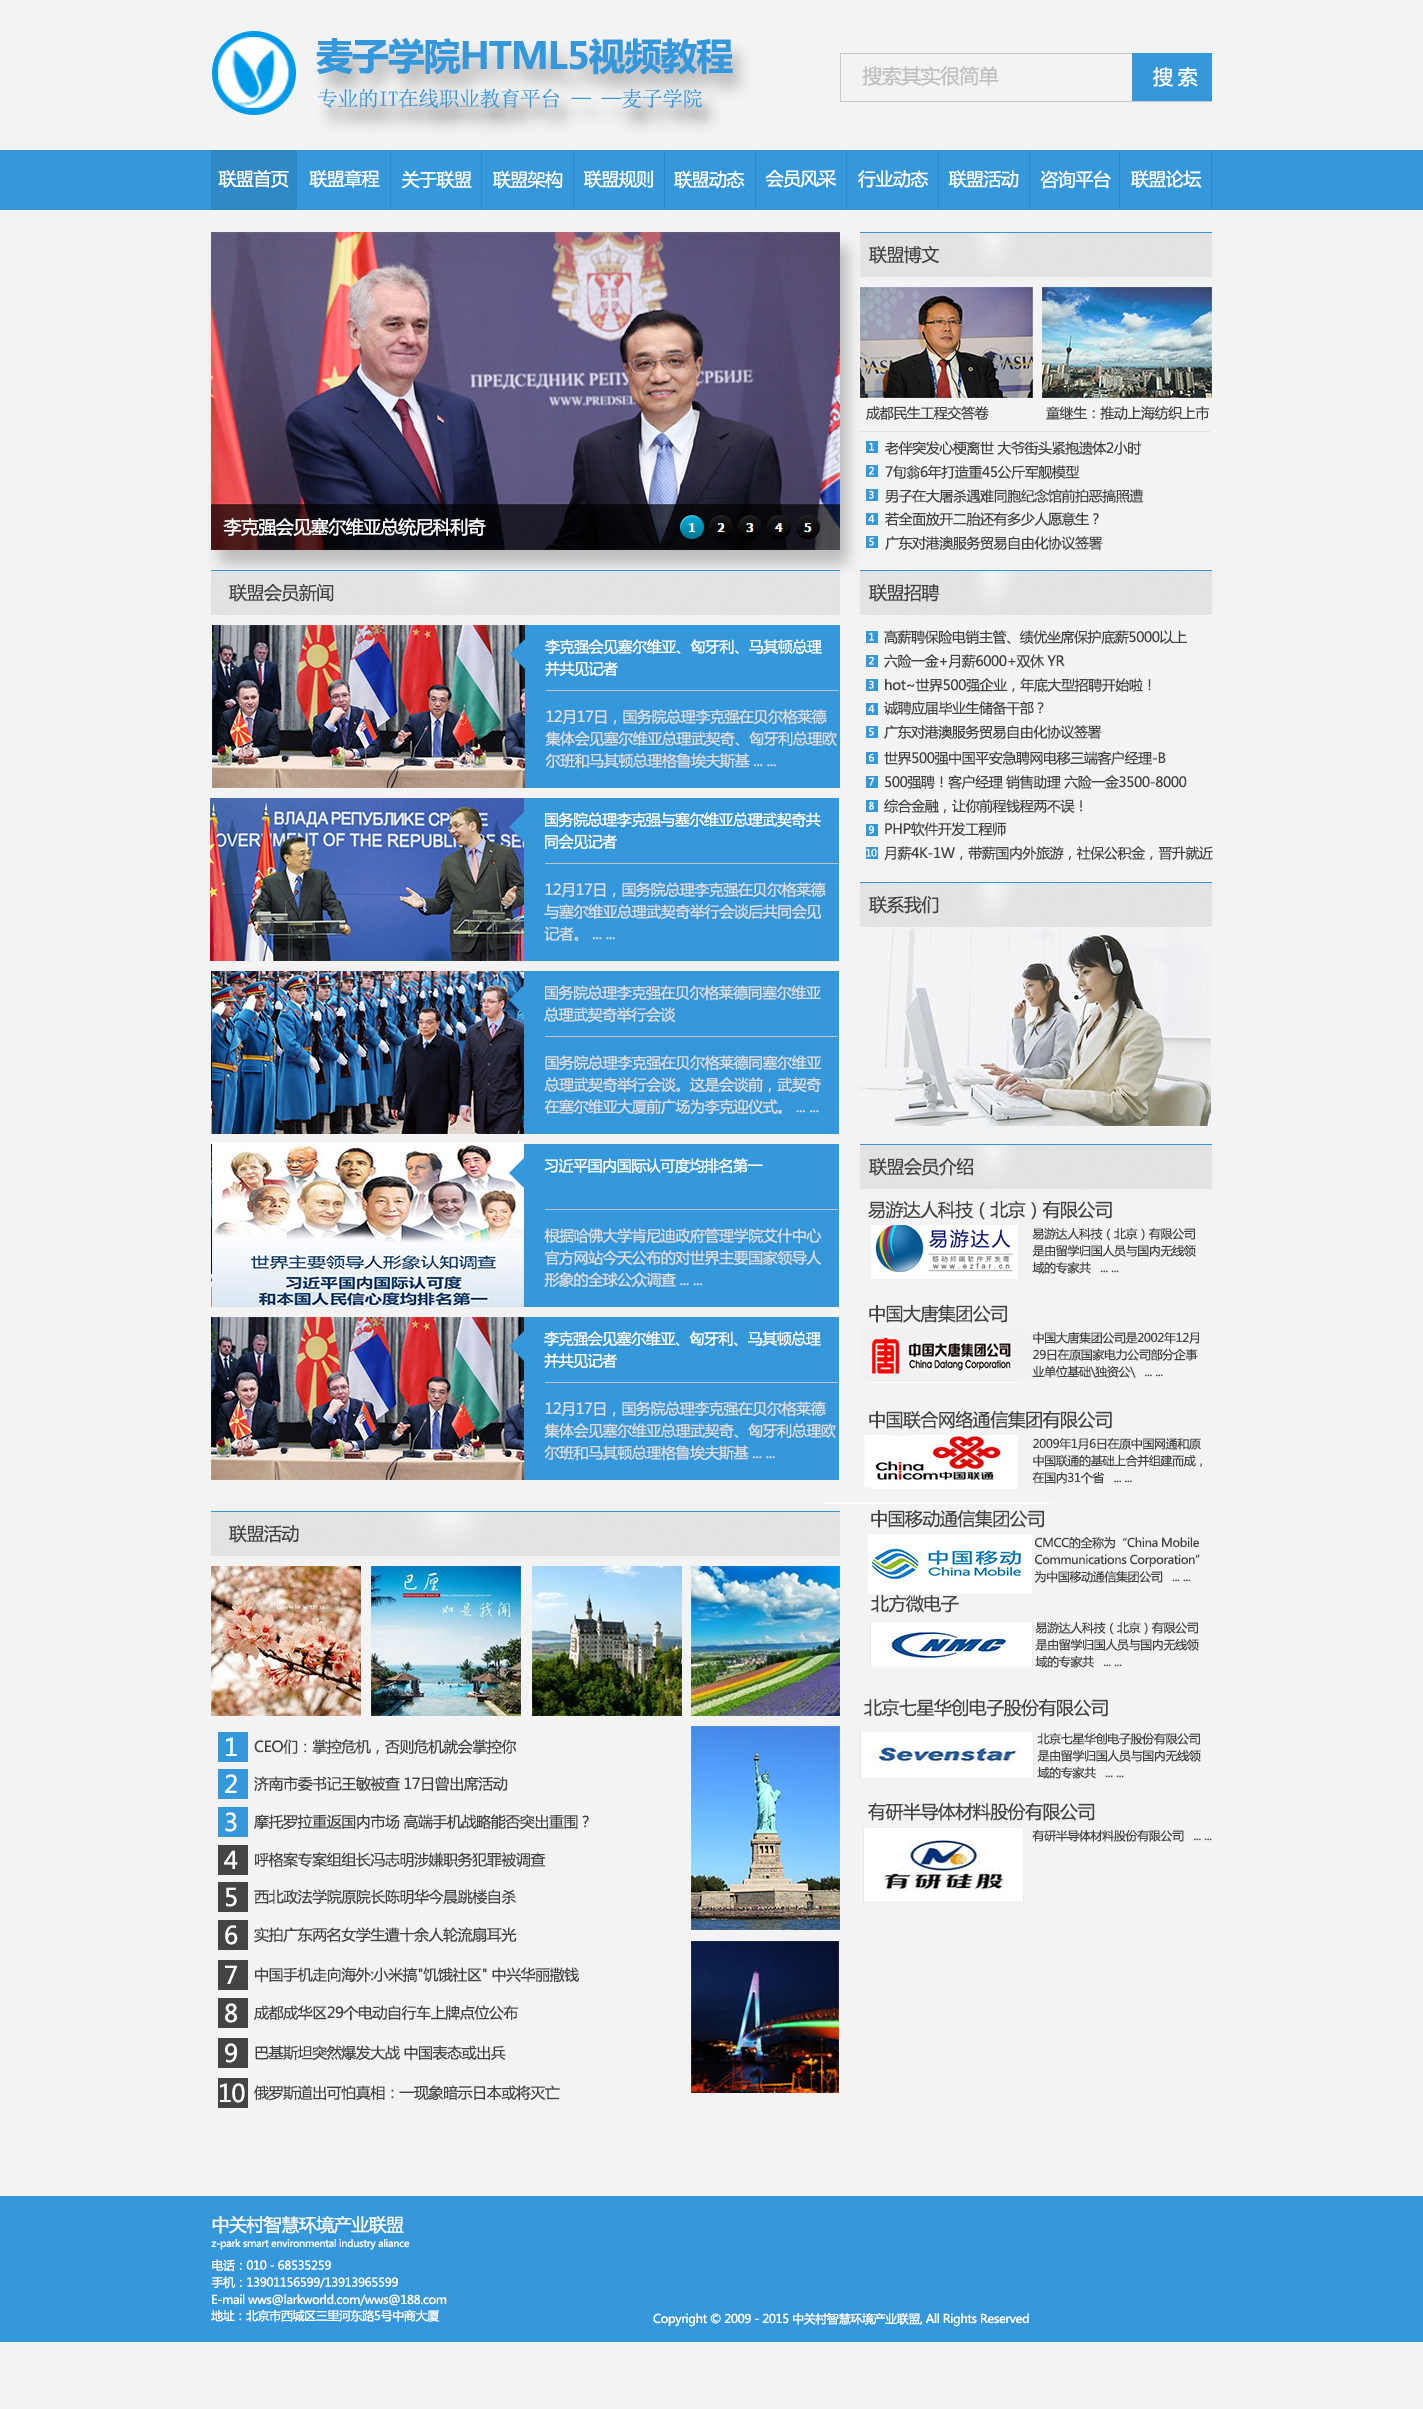 麦子学院HTML5视频教程
专业的IT在线职业教育平台 — —麦子学院
搜索其实很简单
搜 索
联盟首页 联盟章程 关于联盟 联盟架构 联盟规则 联盟动态 会员风采 行业动态 联盟活动 咨询平台 联盟论坛
李克强会见塞尔维亚总统尼科利奇
1 2 3 4 5
联盟博文
成都民生工程交答卷
童继生：推动上海纺织上市
1 老伴突发心梗离世 大爷街头紧抱遗体2小时
2 7旬翁6年打造重45公斤军舰模型
3 男子在大屠杀遇难同胞纪念馆前拍恶搞照遭
4 若全面放开二胎还有多少人愿意生？
5 广东对港澳服务贸易自由化协议签署
联盟会员新闻
李克强会见塞尔维亚、匈牙利、马其顿总理
并共见记者
12月17日，国务院总理李克强在贝尔格莱德
集体会见塞尔维亚总理武契奇、匈牙利总理欧
尔班和马其顿总理格鲁埃夫斯基 ... ...
ВЛАДА РЕПУБЛИКЕ СР
国务院总理李克强与塞尔维亚总理武契奇共
同会见记者
12月17日，国务院总理李克强在贝尔格莱德
与塞尔维亚总理武契奇举行会谈后共同会见
记者。 ... ...
国务院总理李克强在贝尔格莱德同塞尔维亚
总理武契奇举行会谈
国务院总理李克强在贝尔格莱德同塞尔维亚
总理武契奇举行会谈。这是会谈前，武契奇
在塞尔维亚大厦前广场为李克迎仪式。 ... ...
世界主要领导人形象认知调查
习近平国内国际认可度
和本国人民信心度均排名第一
习近平国内国际认可度均排名第一
根据哈佛大学肯尼迪政府管理学院艾什中心
官方网站今天公布的对世界主要国家领导人
形象的全球公众调查 ... ...
李克强会见塞尔维亚、匈牙利、马其顿总理
并共见记者
12月17日，国务院总理李克强在贝尔格莱德
集体会见塞尔维亚总理武契奇、匈牙利总理欧
尔班和马其顿总理格鲁埃夫斯基 ... ...
联盟招聘
1 高薪聘保险电销主管、绩优坐席保护底薪5000以上
2 六险一金+月薪6000+双休 YR
3 hot~世界500强企业，年底大型招聘开始啦！
4 诚聘应届毕业生储备干部？
5 广东对港澳服务贸易自由化协议签署
6 世界500强中国平安急聘网电移三端客户经理-B
7 500强聘！客户经理 销售助理 六险一金3500-8000
8 综合金融，让你前程钱程两不误！
9 PHP软件开发工程师
10 月薪4K-1W，带薪国内外旅游，社保公积金，晋升就近
联系我们
联盟会员介绍
易游达人科技（北京）有限公司
易游达人
移动终端软件开发商
www.ezfar.cn
易游达人科技（北京）有限公司
是由留学归国人员与国内无线领
域的专家共 ... ...
中国大唐集团公司
中国大唐集团公司
China Datang Corporation
中国大唐集团公司是2002年12月
29日在原国家电力公司部分企事
业单位基础\独资公\ ... ...
中国联合网络通信集团有限公司
China
unicom中国联通
2009年1月6日在原中国网通和原
中国联通的基础上合并组建而成，
在国内31个省 ... ...
中国移动通信集团公司
中国移动
China Mobile
CMCC的全称为“China Mobile
Communications Corporation”
为中国移动通信集团公司 ... ...
北方微电子
NMC
易游达人科技（北京）有限公司
是由留学归国人员与国内无线领
域的专家共 ... ...
北京七星华创电子股份有限公司
Sevenstar
北京七星华创电子股份有限公司
是由留学归国人员与国内无线领
域的专家共 ... ...
有研半导体材料股份有限公司
有研硅股
有研半导体材料股份有限公司 ... ...
联盟活动
巴厘
如是我闻
1 CEO们：掌控危机，否则危机就会掌控你
2 济南市委书记王敏被查 17日曾出席活动
3 摩托罗拉重返国内市场 高端手机战略能否突出重围？
4 呼格案专案组组长冯志明涉嫌职务犯罪被调查
5 西北政法学院原院长陈明华今晨跳楼自杀
6 实拍广东两名女学生遭十余人轮流扇耳光
7 中国手机走向海外:小米搞"饥饿社区" 中兴华丽撒钱
8 成都成华区29个电动自行车上牌点位公布
9 巴基斯坦突然爆发大战 中国表态或出兵
10 俄罗斯道出可怕真相：一现象暗示日本或将灭亡
中关村智慧环境产业联盟
z-park smart environmental industry aliance
电话：010 - 68535259
手机：13901156599/13913965599
E-mail wws@larkworld.com/wws@188.com
地址：北京市西城区三里河东路5号中商大厦
Copyright © 2009 - 2015 中关村智慧环境产业联盟, All Rights Reserved